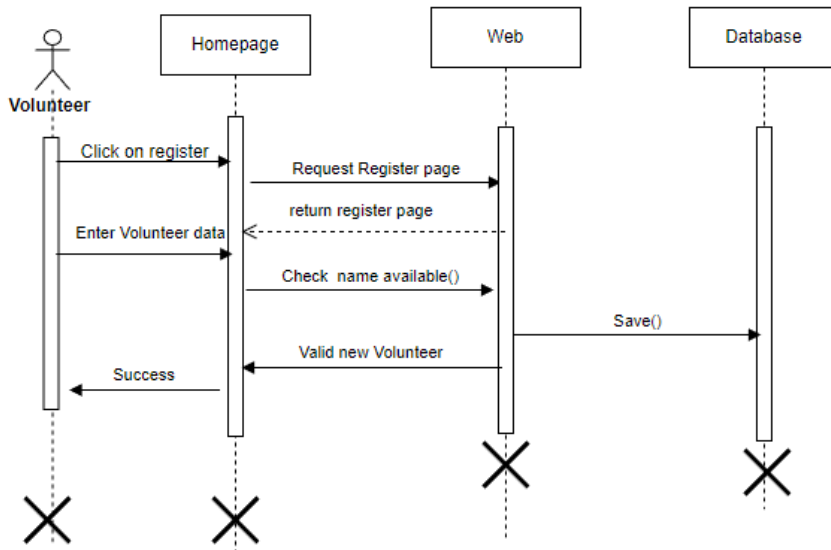 Homepage
Web
Database
Volunteer
Click on register
Request Register page
return register page
Enter Volunteer data
Check name available()
Save()
Valid new Volunteer
Success